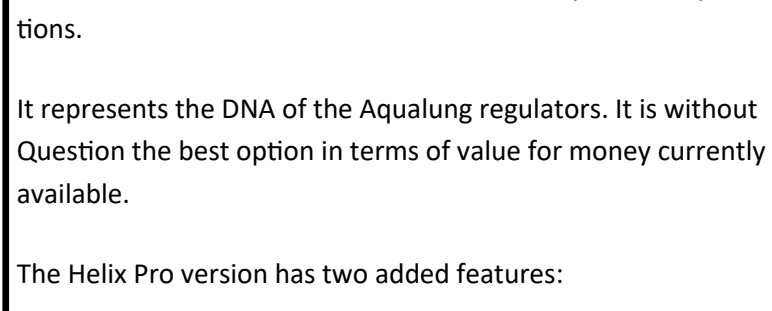 tions.
It represents the DNA of the Aqualung regulators. It is without
Question the best option in terms of value for money currently
available.
The Helix Pro version has two added features: